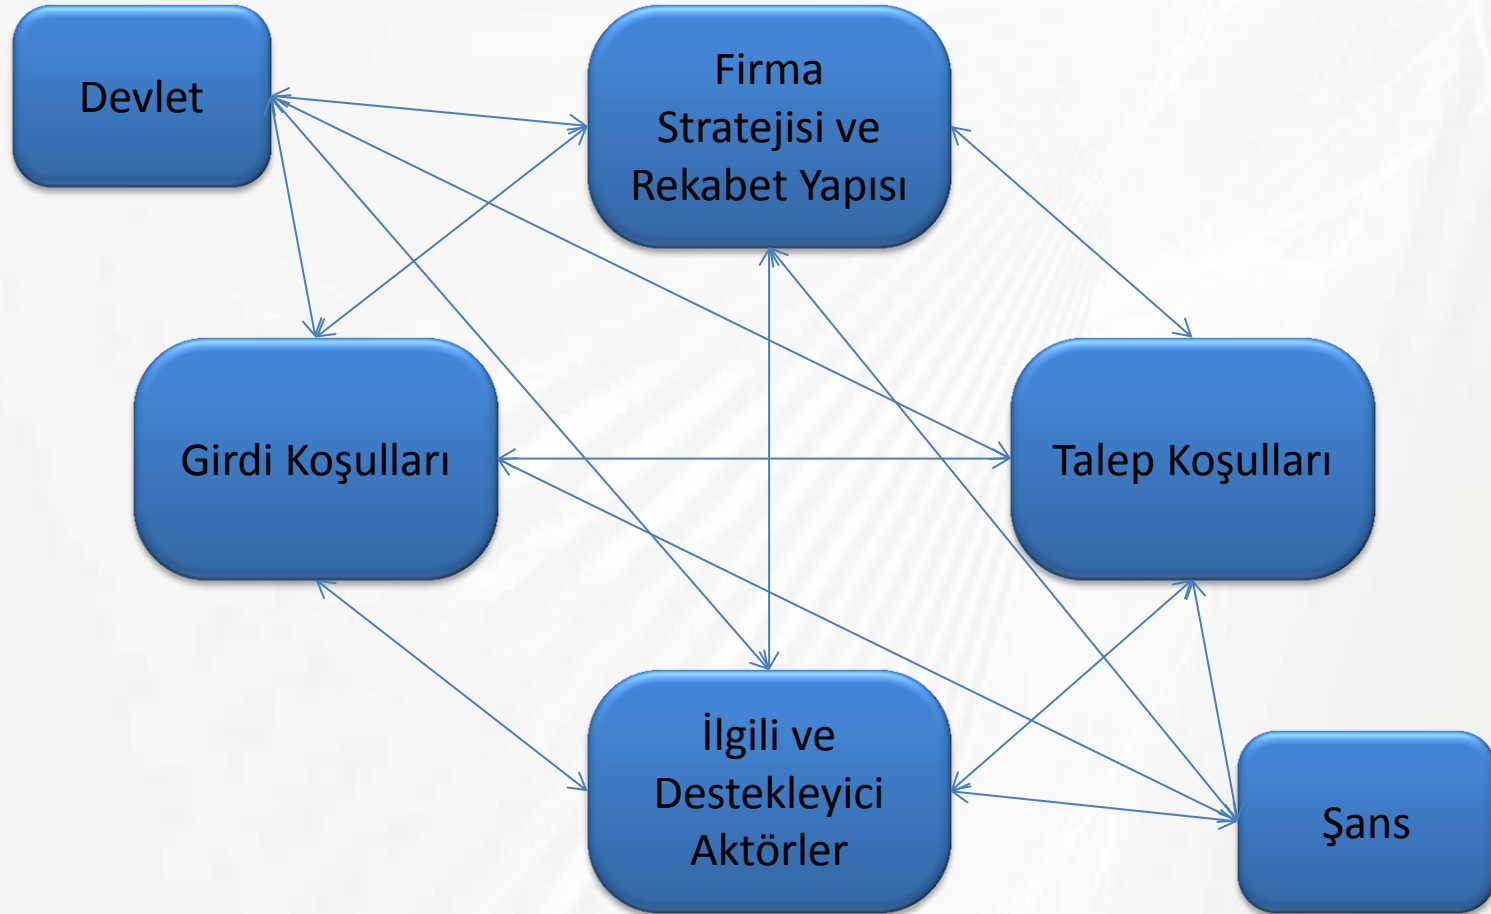 Devlet
Firma
Stratejisi ve
Rekabet Yapısı
Girdi Koşulları
Talep Koşulları
İlgili ve
Destekleyici
Aktörler
Şans